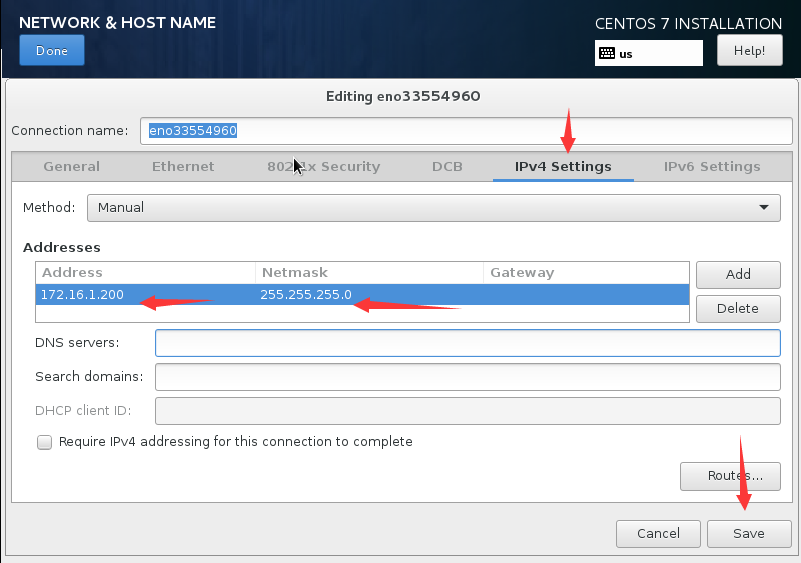 NETWORK & HOST NAME
CENTOS 7 INSTALLATION
Done
us
Help!
Editing eno33554960
Connection name: eno33554960
General Ethernet 802.1x Security DCB IPv4 Settings IPv6 Settings
Method: Manual
Addresses
Address Netmask Gateway
172.16.1.200 255.255.255.0
Add
Delete
DNS servers:
Search domains:
DHCP client ID:
Require IPv4 addressing for this connection to complete
Routes...
Cancel Save